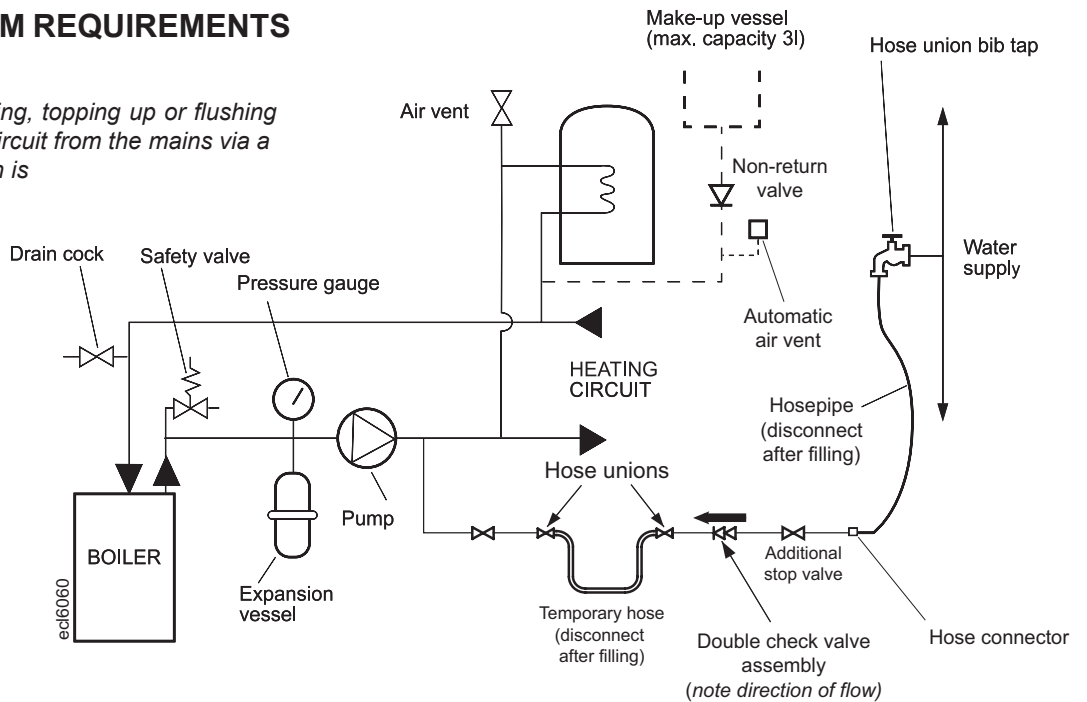 M REQUIREMENTS
ing, topping up or flushing
ircuit from the mains via a
n is
Make-up vessel
(max. capacity 3l)
Hose union bib tap
Air vent
Non-return
valve
Drain cock
Safety valve
Pressure gauge
Water
supply
Automatic
air vent
HEATING
CIRCUIT
Hosepipe
(disconnect
after filling)
Hose unions
Pump
BOILER
Additional
stop valve
ecl6060
Expansion
vessel
Temporary hose
(disconnect
after filling)
Double check valve
assembly
(note direction of flow)
Hose connector